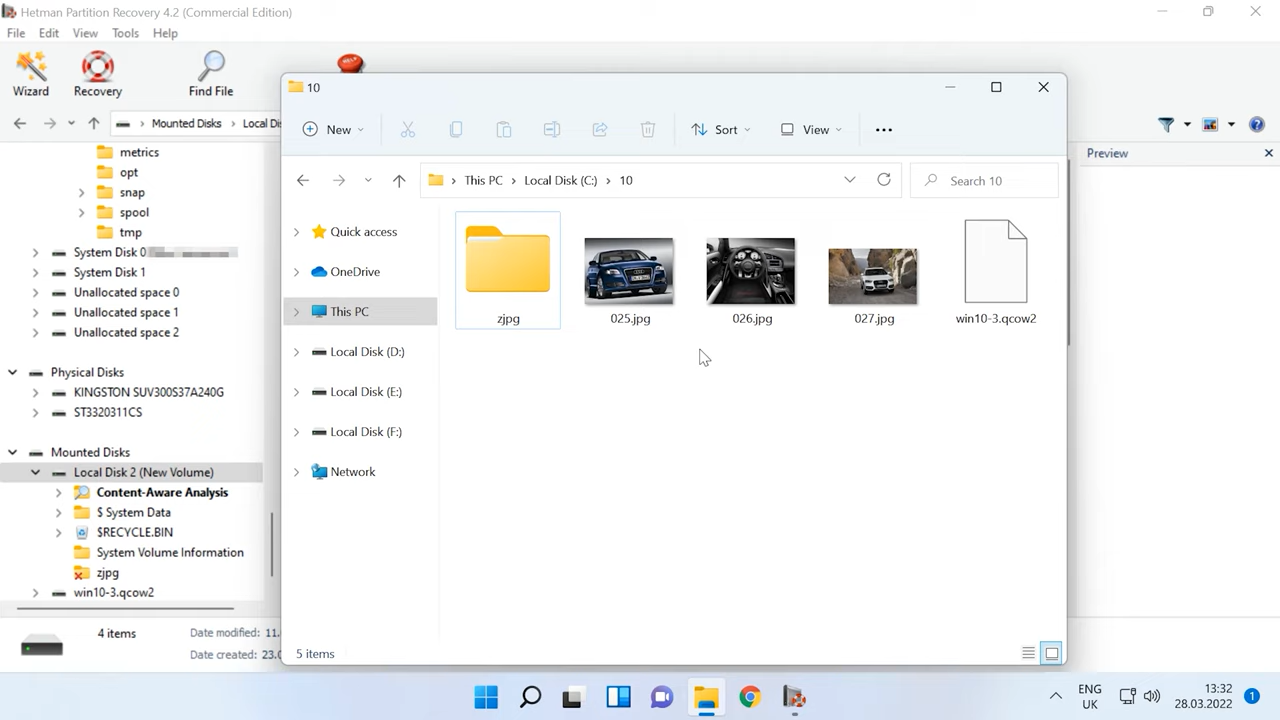 Hetman Partition Recovery 4.2 (Commercial Edition)
File Edit View Tools Help
Wizard
Recovery
Find File
Mounted Disks
Local Di
metrics
opt
snap
spool
tmp
System Disk 0
System Disk 1
Unallocated space 0
Unallocated space 1
Unallocated space 2
Physical Disks
KINGSTON SUV300S37A240G
ST3320311CS
Mounted Disks
Local Disk 2 (New Volume)
Content-Aware Analysis
$ System Data
$RECYCLE.BIN
System Volume Information
zjpg
win10-3.qcow2
4 items
Date modified: 11.
Date created: 23.0
Preview
10
New
Sort
View
This PC > Local Disk (C:) > 10
Search 10
Quick access
OneDrive
This PC
Local Disk (D:)
Local Disk (E:)
Local Disk (F:)
Network
zjpg
025.jpg
026.jpg
027.jpg
win10-3.qcow2
5 items
ENG
UK
13:32
28.03.2022
1